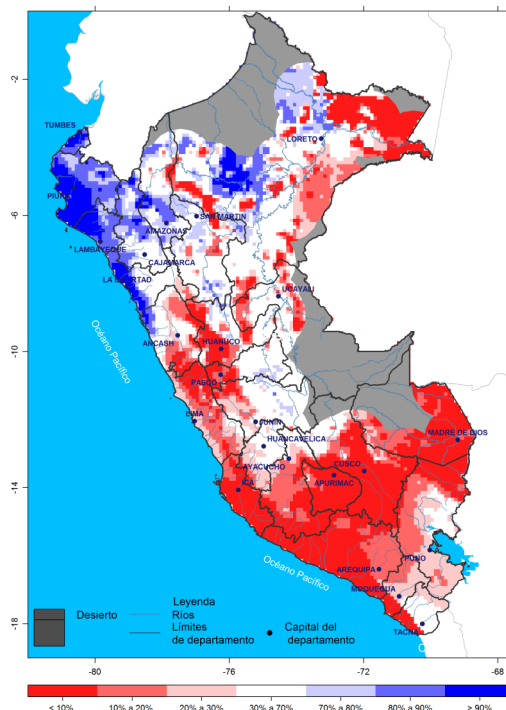 -2
-6
-10
-14
-18
TUMBES
PIURA
LAMBAYEQUE
LORETO
SAN MARTIN
AMAZONAS
CAJAMARCA
LA LIBERTAD
UCAYALI
Océano Pacífico
ANCASH
HUANUCO
PASCO
LIMA
JUNIN
HUANCAVELICA
MADRE DE DIOS
AYACUCHO
CUSCO
APURIMAC
ICA
Océano Pacífico
PUNO
AREQUIPA
MOQUEGUA
TACNA
Desierto
Leyenda
Ríos
Límites
de departamento
Capital del
departamento
-80
-76
-72
-68
< 10%
10% a 20%
20% a 30%
30% a 70%
70% a 80%
80% a 90%
> 90%